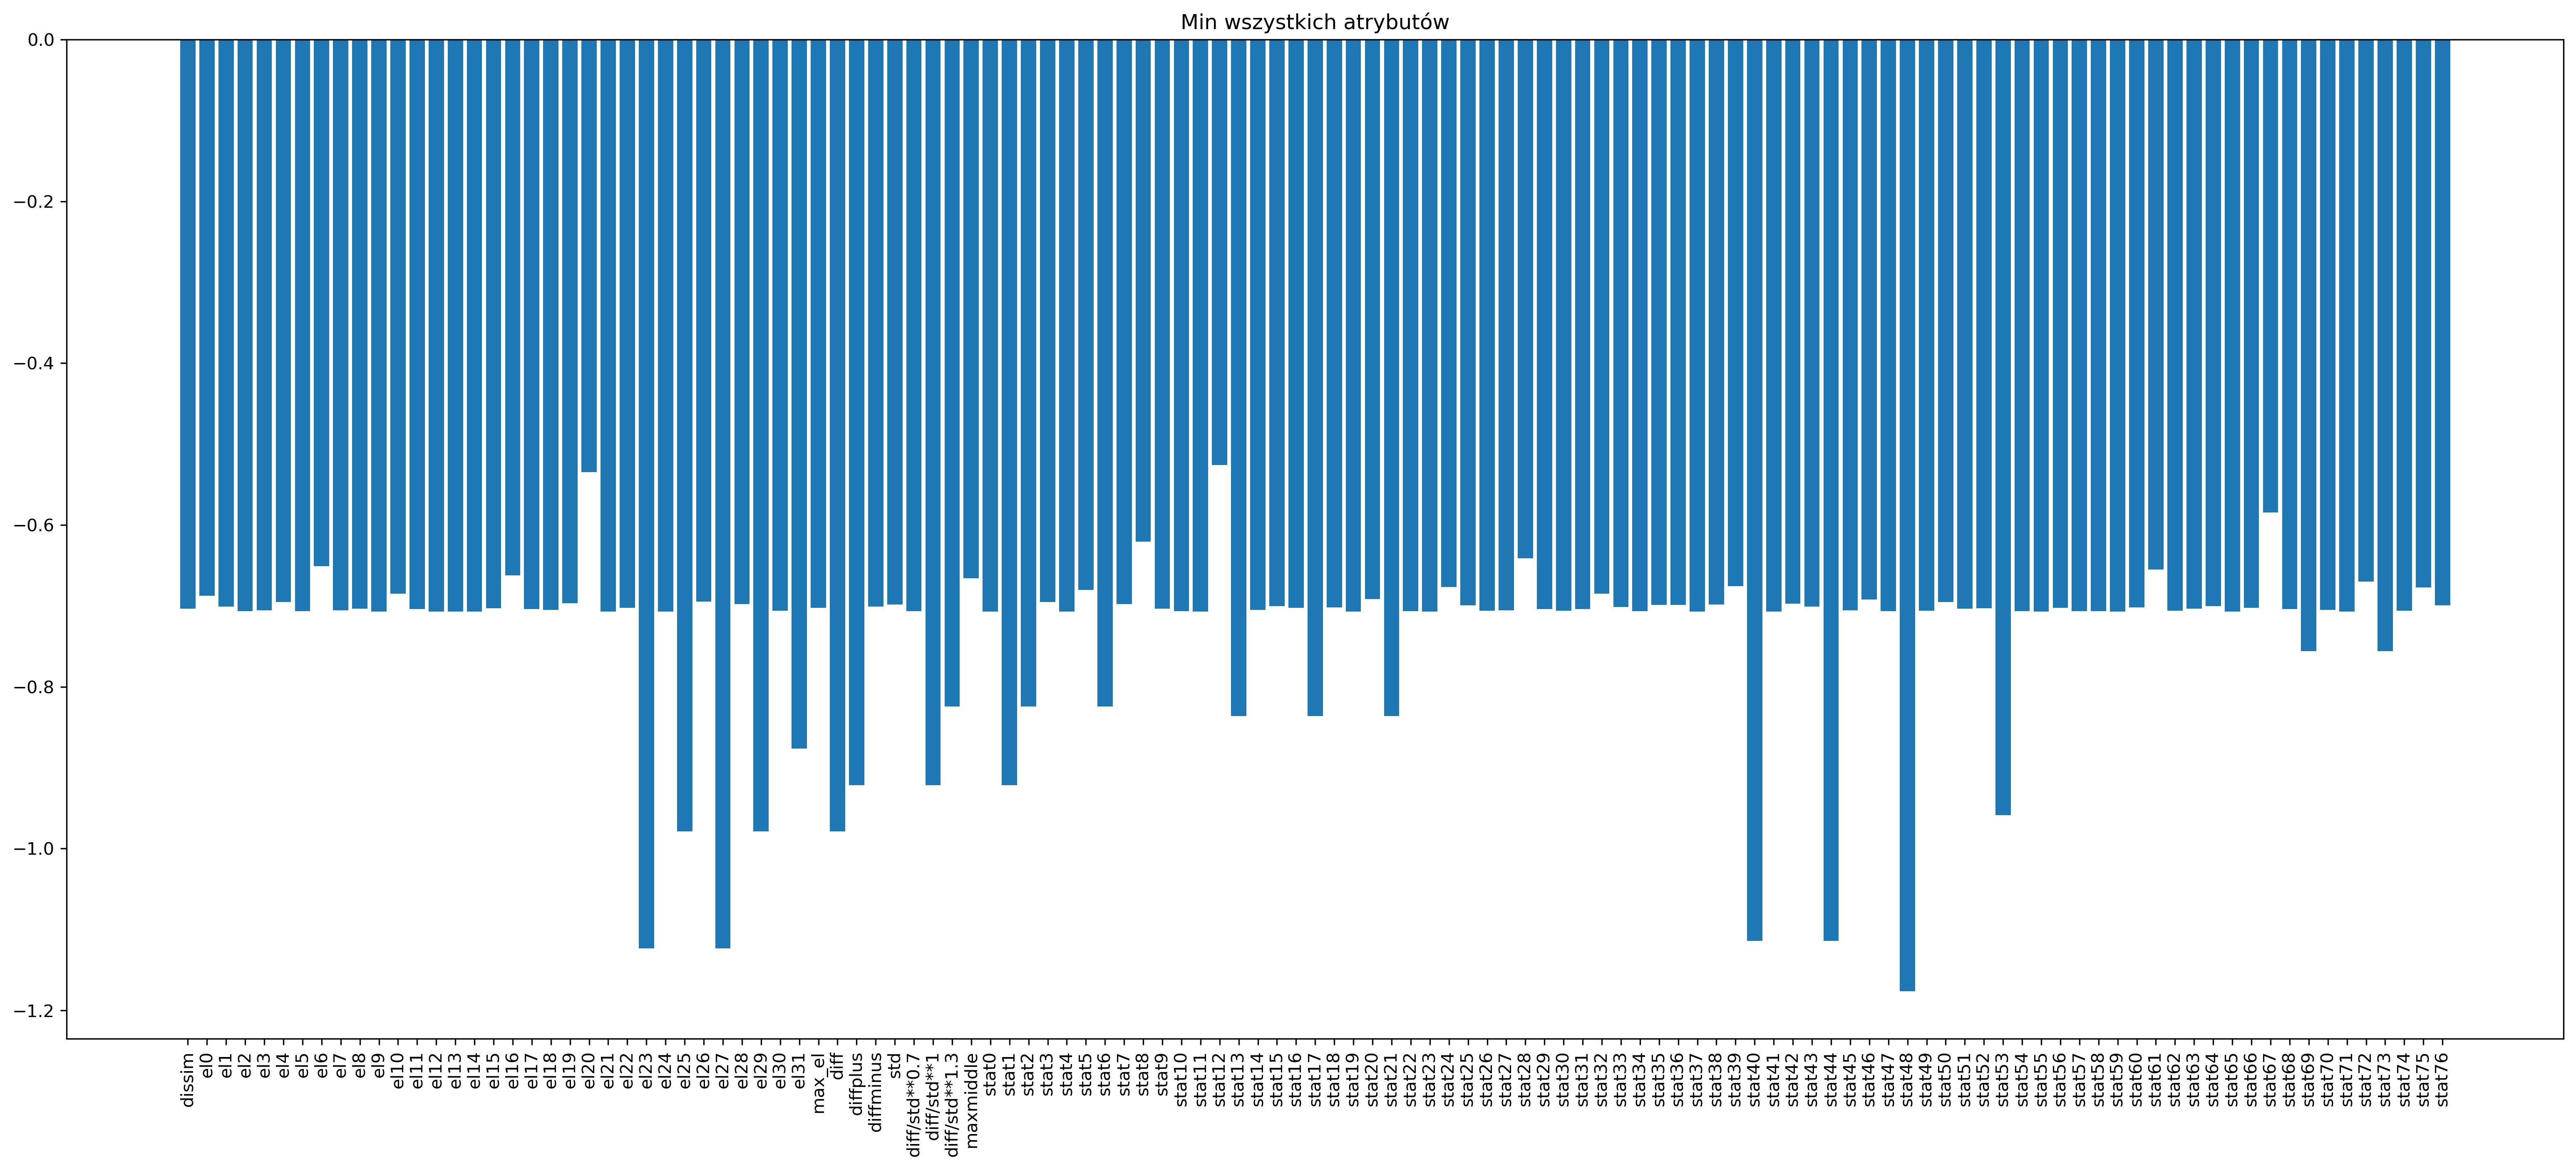 Min wszystkich atrybutów
0.0
−0.2
−0.4
−0.6
−0.8
−1.0
−1.2
dissim
el0
el1
el2
el3
el4
el5
el6
el7
el8
el9
el10
el11
el12
el13
el14
el15
el16
el17
el18
el19
el20
el21
el22
el23
el24
el25
el26
el27
el28
el29
el30
el31
max_el
diff
diffplus
diffminus
std
diff/std**0.7
diff/std**1
diff/std**1.3
maxmiddle
stat0
stat1
stat2
stat3
stat4
stat5
stat6
stat7
stat8
stat9
stat10
stat11
stat12
stat13
stat14
stat15
stat16
stat17
stat18
stat19
stat20
stat21
stat22
stat23
stat24
stat25
stat26
stat27
stat28
stat29
stat30
stat31
stat32
stat33
stat34
stat35
stat36
stat37
stat38
stat39
stat40
stat41
stat42
stat43
stat44
stat45
stat46
stat47
stat48
stat49
stat50
stat51
stat52
stat53
stat54
stat55
stat56
stat57
stat58
stat59
stat60
stat61
stat62
stat63
stat64
stat65
stat66
stat67
stat68
stat69
stat70
stat71
stat72
stat73
stat74
stat75
stat76